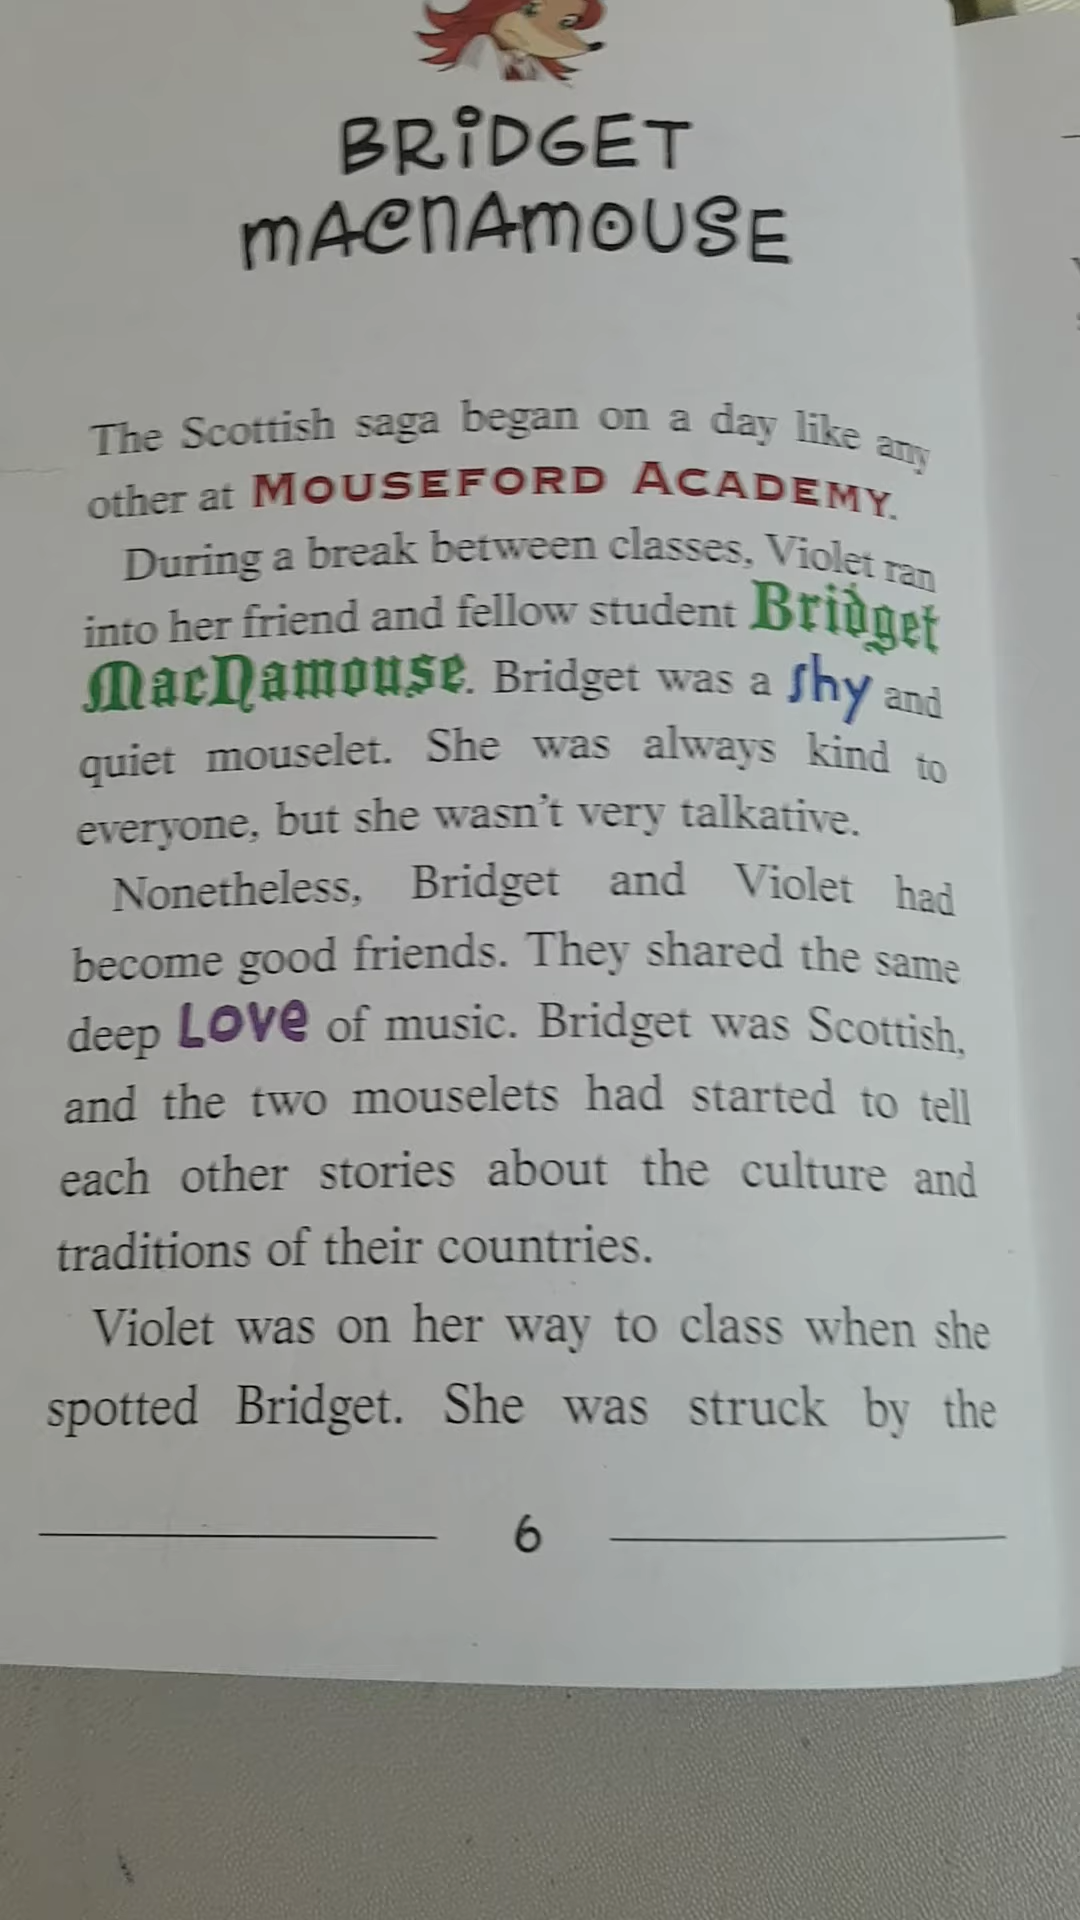 BRIDGET
MACNAMOUSE
The Scottish saga began on a day like any
other at MOUSEFORD ACADEMY.
During a break between classes, Violet ran
into her friend and fellow student Bridget
MacNamouse. Bridget was a shy and
quiet mouselet. She was always kind to
everyone, but she wasn't very talkative.
Nonetheless, Bridget and Violet had
become good friends. They shared the same
deep LOVe of music. Bridget was Scottish,
and the two mouselets had started to tell
each other stories about the culture and
traditions of their countries.
Violet was on her way to class when she
spotted Bridget. She was struck by the
6